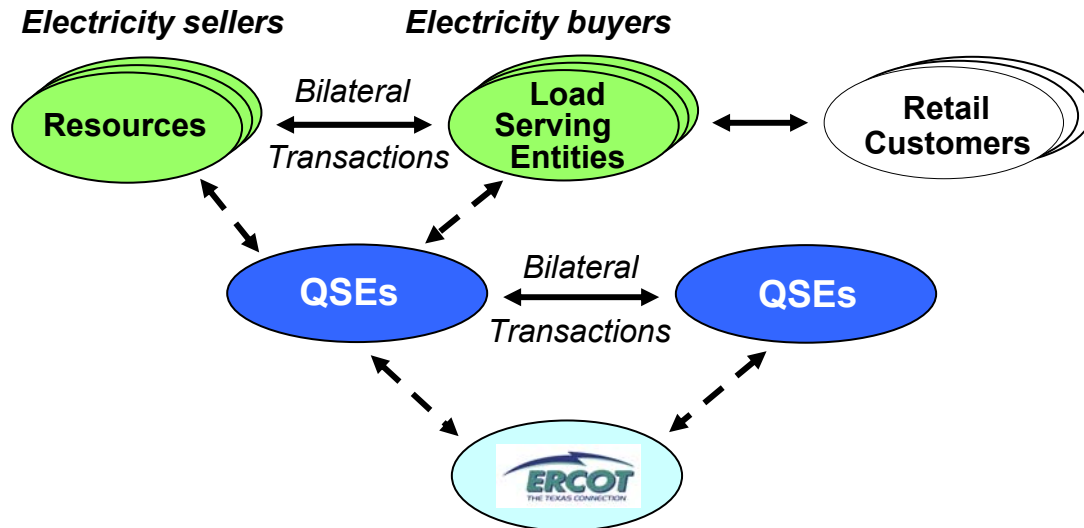 Electricity sellers
Electricity buyers
Resources
Bilateral
Transactions
Load
Serving
Entities
Retail
Customers
QSEs
Bilateral
Transactions
QSEs
ERCOT
THE TEXAS CONNECTION